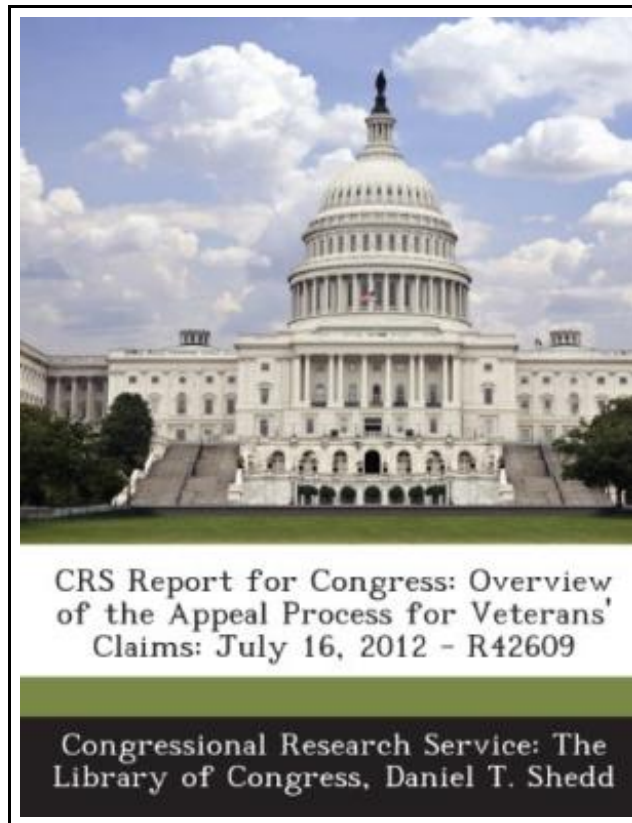 CRS Report for Congress: Overview
of the Appeal Process for Veterans'
Claims: July 16, 2012 - R42609
Congressional Research Service: The
Library of Congress, Daniel T. Shedd